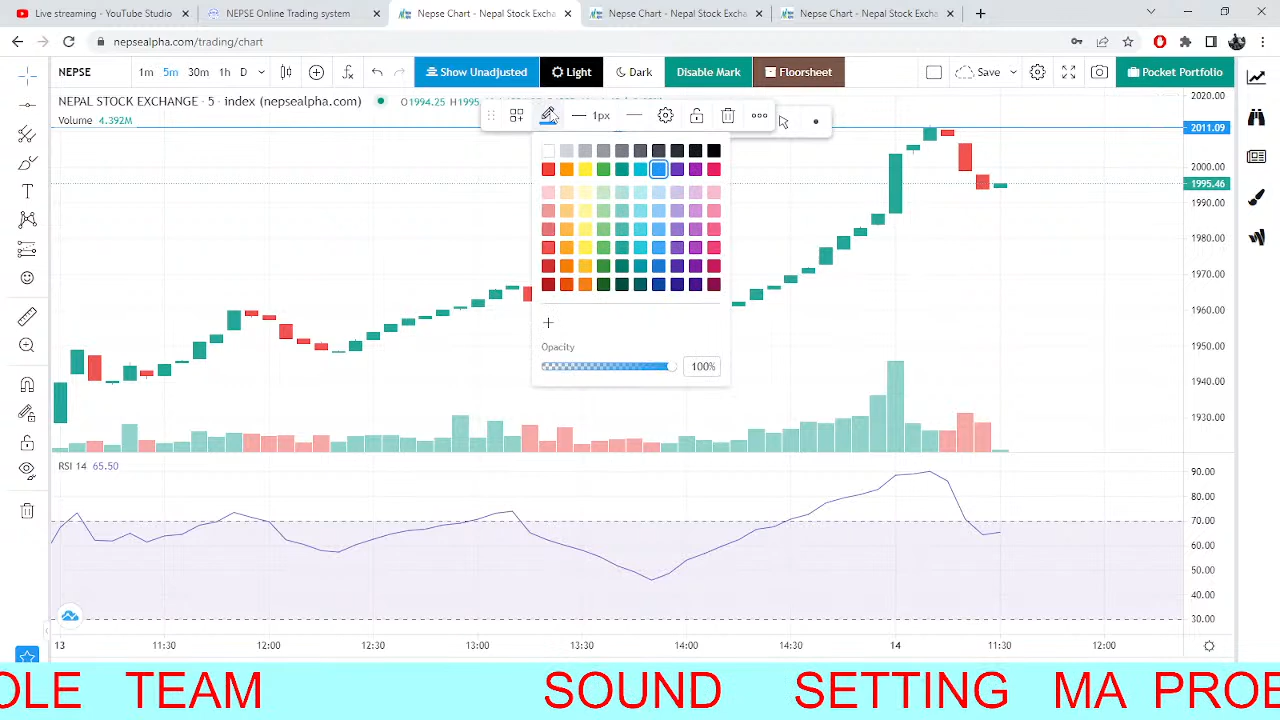 Live streaming - YouTube Studio
NEPSE Online Trading system
Nepse Chart - Nepal Stock Excha
Nepse Chart - Nepal Stock Excha
Nepse Chart - Nepal Stock Exch
nepsealpha.com/trading/chart
NEPSE 1m 5m 30m 1h D Show Unadjusted Light Dark Disable Mark Floorsheet Save Pocket Portfolio
NEPAL STOCK EXCHANGE · 5 · Index (nepsealpha.com) O1994.25 H1995
Volume 4.392M
1px
2020.00
2011.09
2000.00
1995.46
1990.00
1980.00
1970.00
1960.00
1950.00
1940.00
1930.00
Opacity
100%
RSI 14 65.50
90.00
80.00
70.00
60.00
50.00
40.00
30.00
13 11:30 12:00 12:30 13:00 13:30 14:00 14:30 14 11:30 12:00
OLE TEAM SOUND SETTING MA PROB